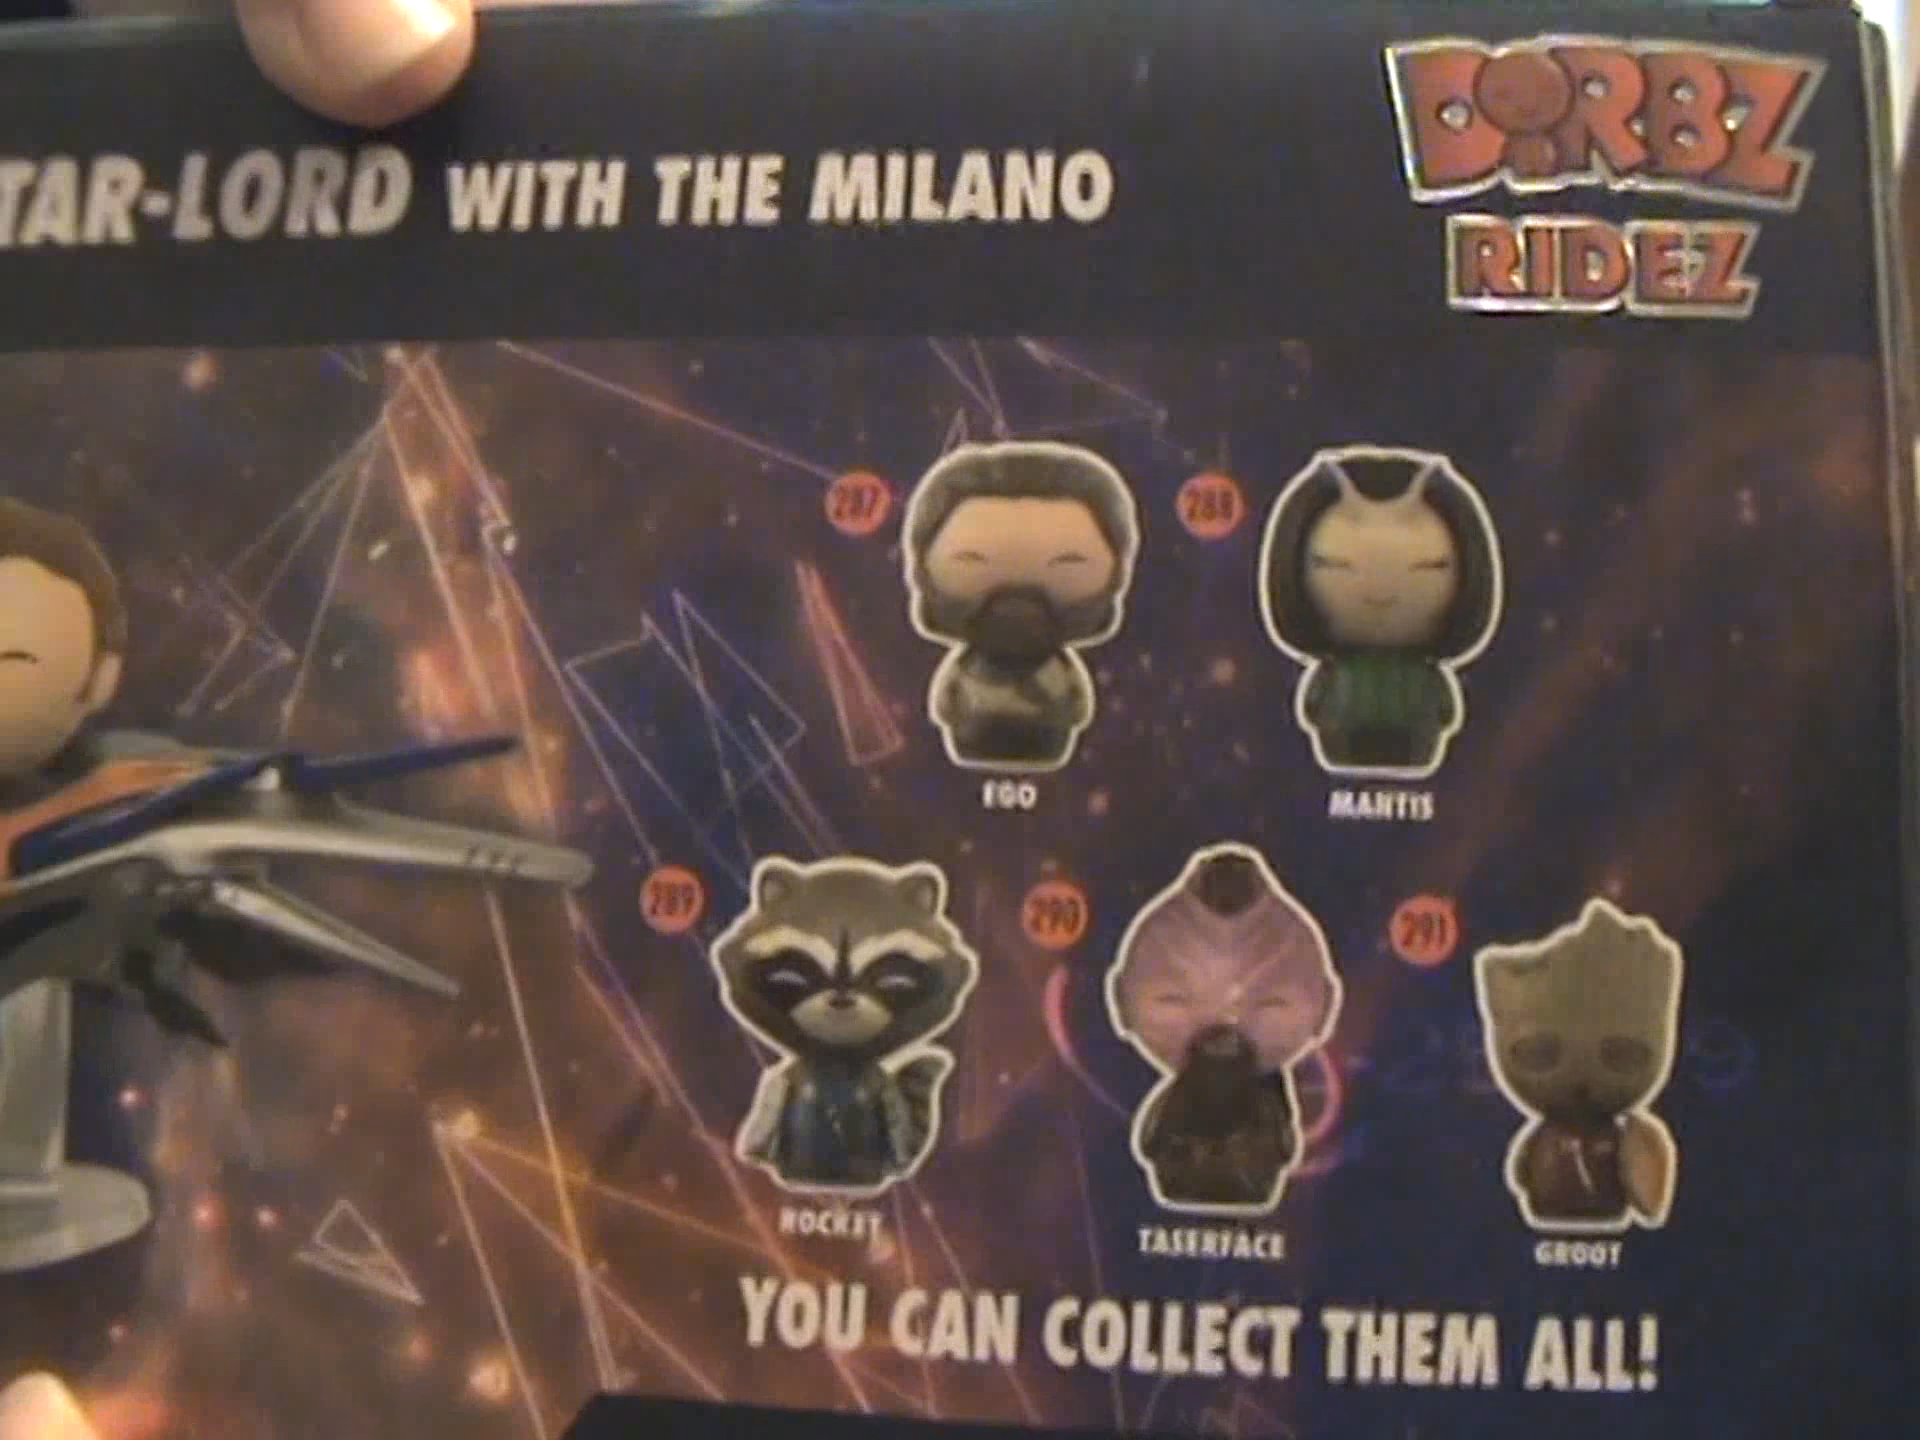 TAR-LORD WITH THE MILANO
DORBZ
RIDEZ
287
288
EGO
MANTIS
289
290
291
ROCKET
TASERFACE
GROOT
YOU CAN COLLECT THEM ALL!